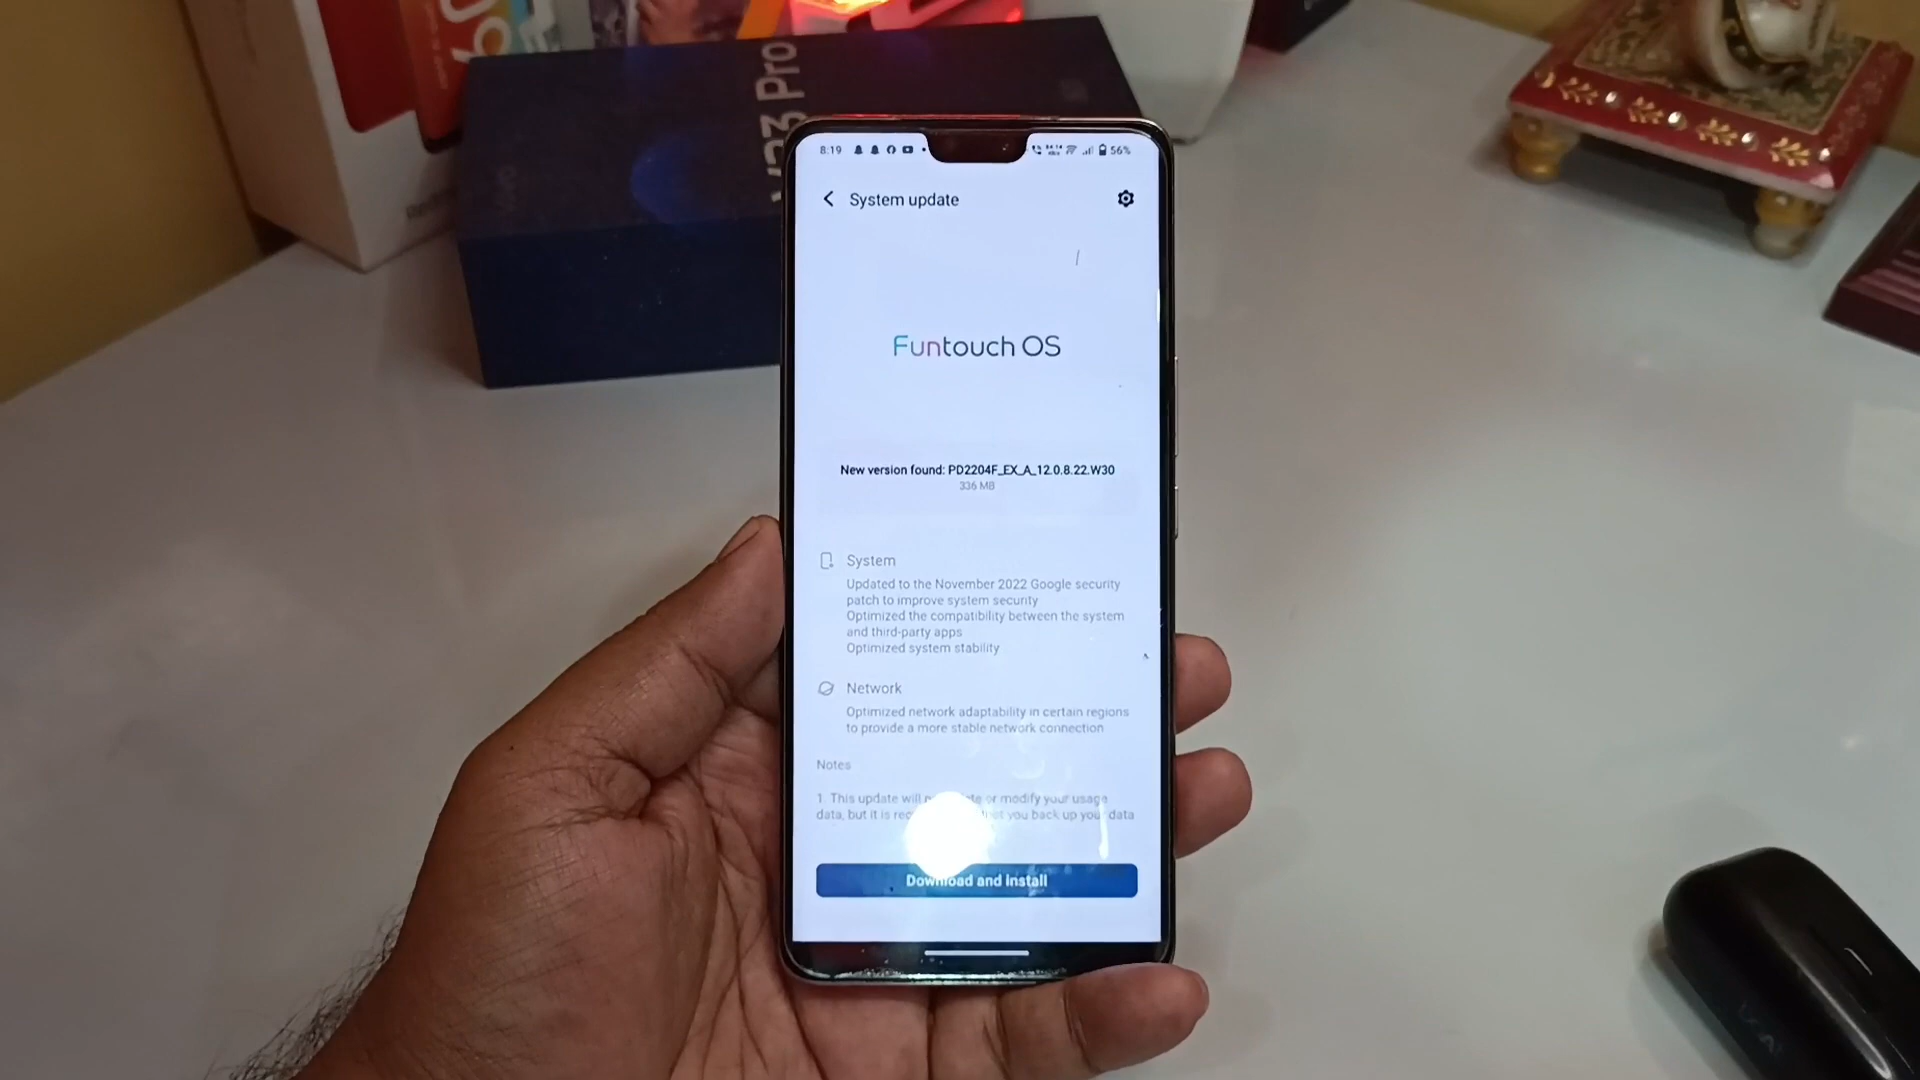 Pro
8:19 56%
System update
Funtouch OS
New version found: PD2204F_EX_A_12.0.8.22.W30
336 MB
System
Updated to the November 2022 Google security
patch to improve system security
Optimized the compatibility between the system
and third-party apps
Optimized system stability
Network
Optimized network adaptability in certain regions
to provide a more stable network connection
Notes
1. This update will or modify your usage
data, but it is you back up your data
Download and install